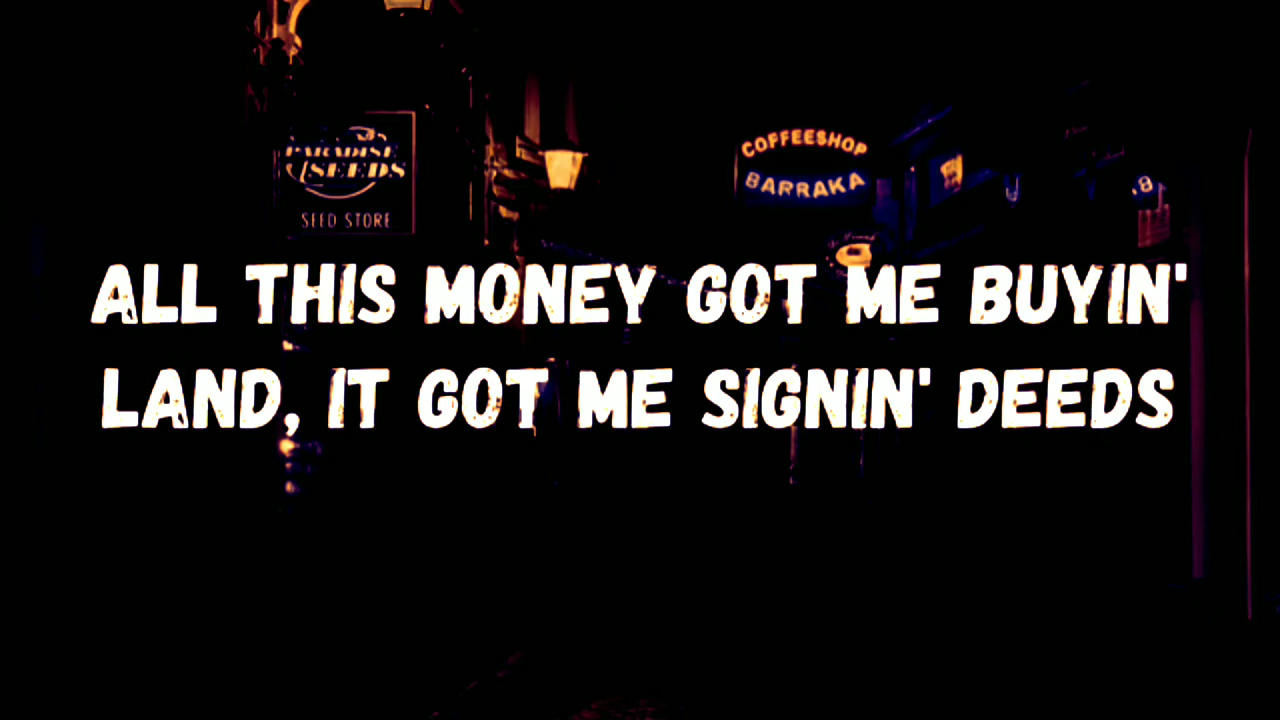 PARADISE
SEEDS
SEED STORE
COFFEESHOP
BARRAKA
ALL THIS MONEY GOT ME BUYIN'
LAND, IT GOT ME SIGNIN' DEEDS